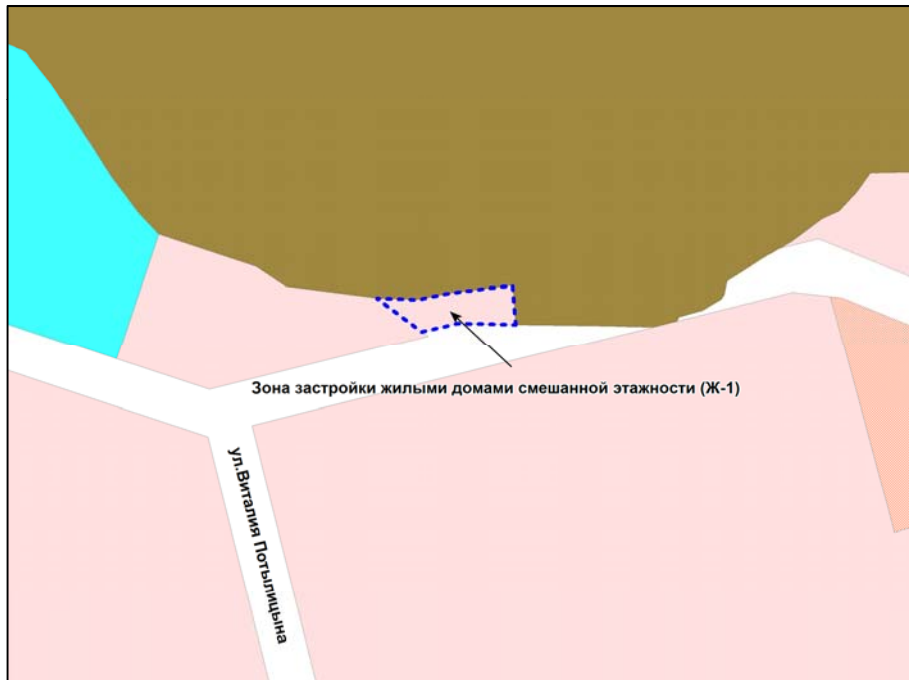 Зона застройки жилыми домами смешанной этажности (Ж-1)
ул.Виталия Потылицына